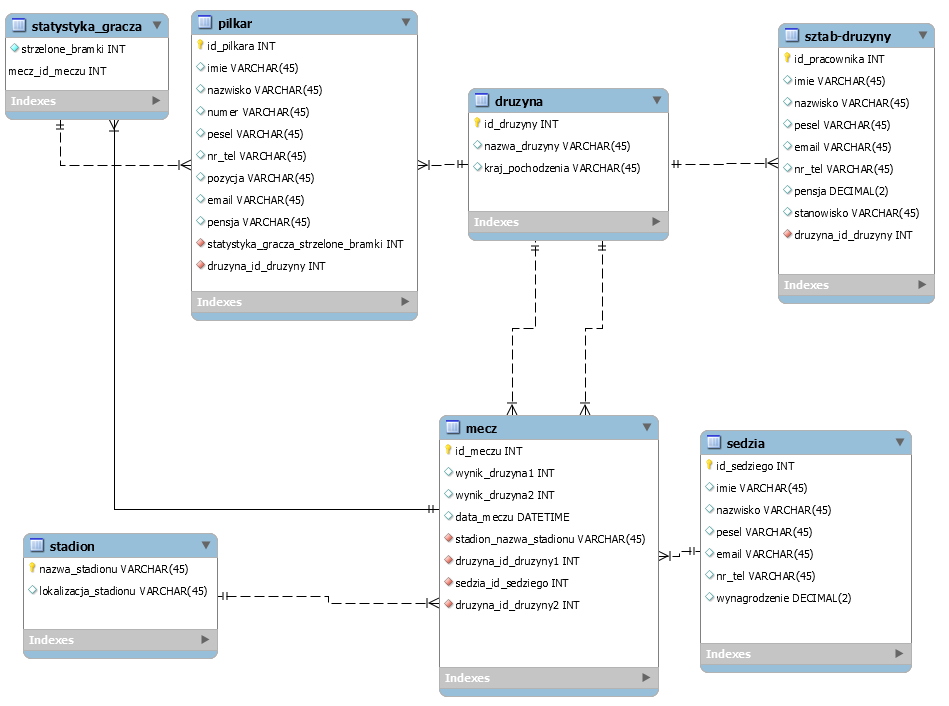 statystyka_gracza
strzelone_bramki INT
mecz_id_meczu INT
Indexes
pilkar
id_pilkara INT
imie VARCHAR(45)
nazwisko VARCHAR(45)
numer VARCHAR(45)
pesel VARCHAR(45)
nr_tel VARCHAR(45)
pozycja VARCHAR(45)
email VARCHAR(45)
pensja VARCHAR(45)
statystyka_gracza_strzelone_bramki INT
druzyna_id_druzyny INT
Indexes
druzyna
id_druzyny INT
nazwa_druzyny VARCHAR(45)
kraj_pochodzenia VARCHAR(45)
Indexes
sztab-druzyny
id_pracownika INT
imie VARCHAR(45)
nazwisko VARCHAR(45)
pesel VARCHAR(45)
email VARCHAR(45)
nr_tel VARCHAR(45)
pensja DECIMAL(2)
stanowisko VARCHAR(45)
druzyna_id_druzyny INT
Indexes
mecz
id_meczu INT
wynik_druzyna1 INT
wynik_druzyna2 INT
data_meczu DATETIME
stadion_nazwa_stadionu VARCHAR(45)
druzyna_id_druzyny1 INT
sedzia_id_sedziego INT
druzyna_id_druzyny2 INT
Indexes
sedzia
id_sedziego INT
imie VARCHAR(45)
nazwisko VARCHAR(45)
pesel VARCHAR(45)
email VARCHAR(45)
nr_tel VARCHAR(45)
wynagrodzenie DECIMAL(2)
Indexes
stadion
nazwa_stadionu VARCHAR(45)
lokalizacja_stadionu VARCHAR(45)
Indexes